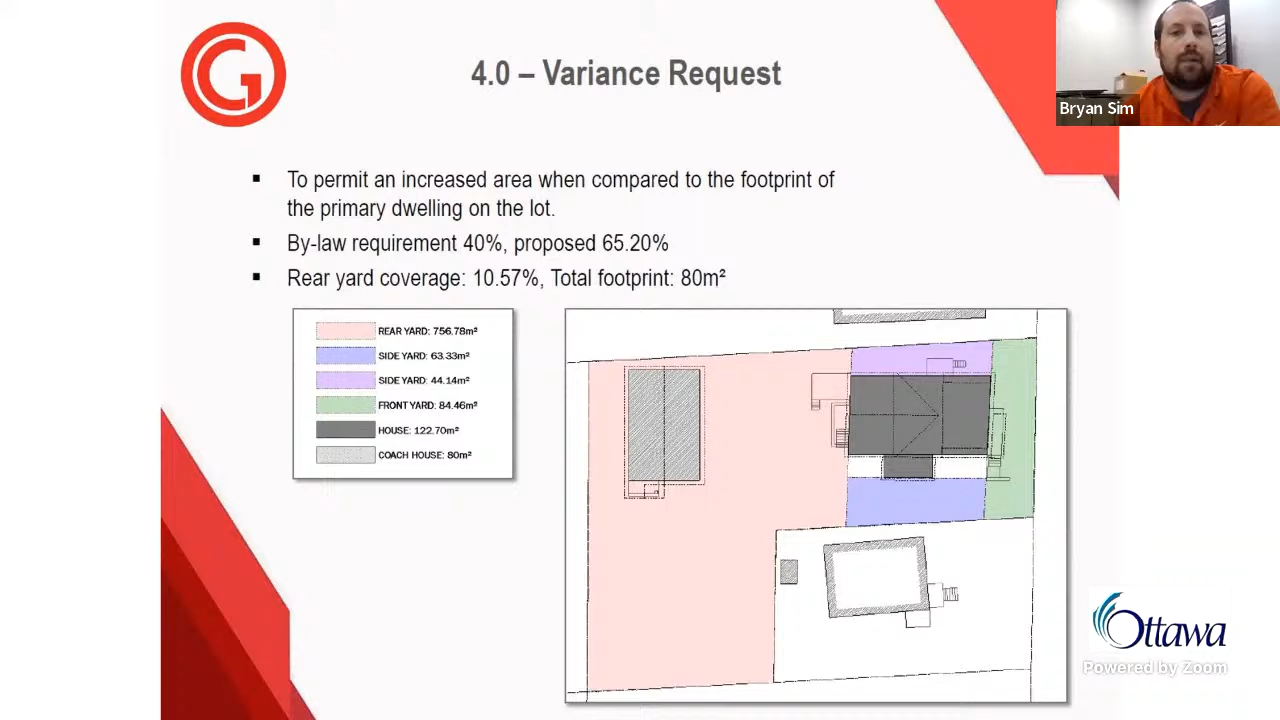 4.0 – Variance Request
Bryan Sim
▪ To permit an increased area when compared to the footprint of
the primary dwelling on the lot.
▪ By-law requirement 40%, proposed 65.20%
▪ Rear yard coverage: 10.57%, Total footprint: 80m²
REAR YARD: 756.78m²
SIDE YARD: 63.33m²
SIDE YARD: 44.14m²
FRONT YARD: 84.46m²
HOUSE: 122.70m²
COACH HOUSE: 80m²
Ottawa
Powered by Zoom